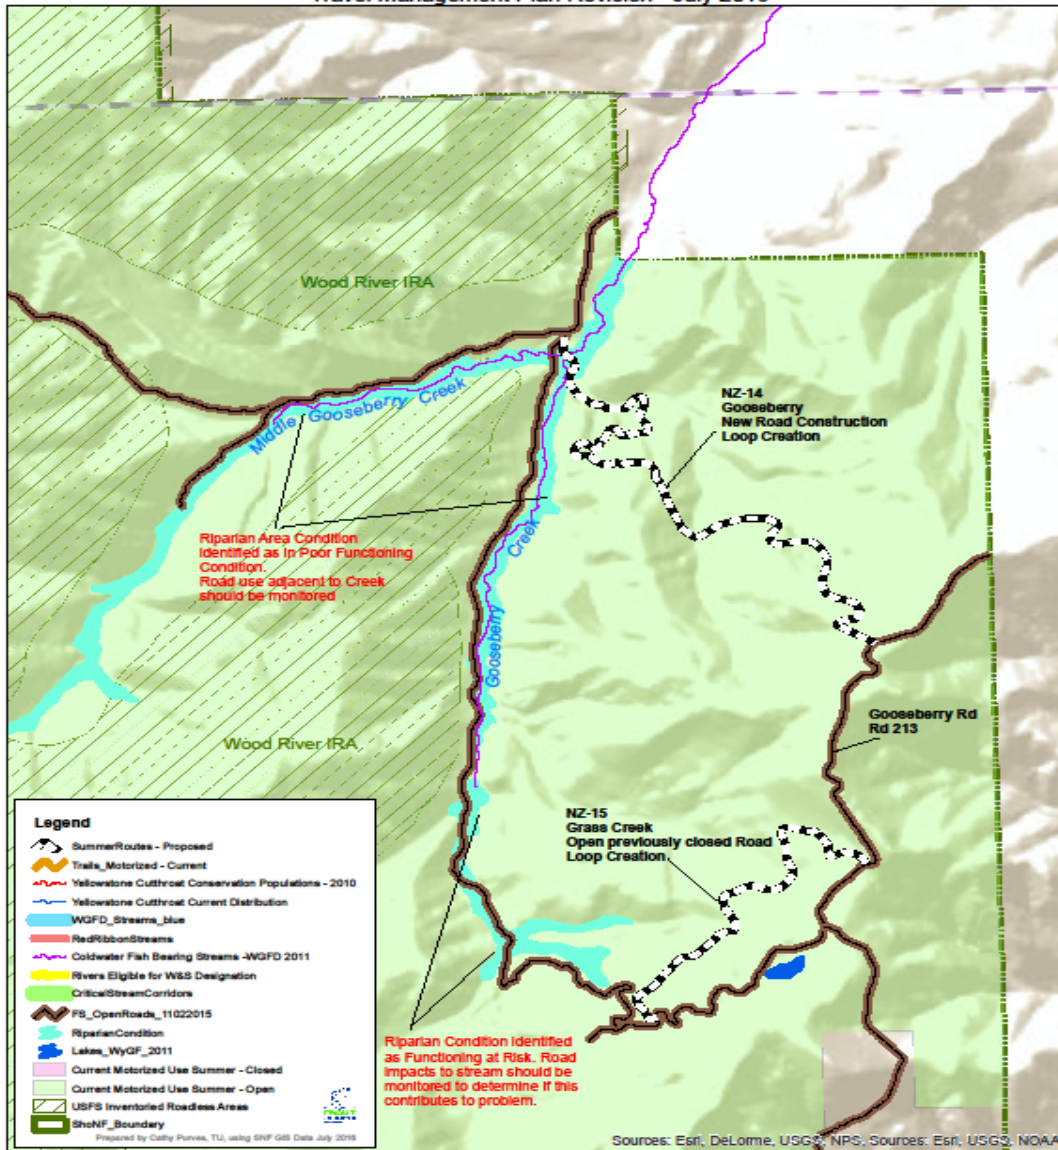 Travel Management Plan Revision - July 2016
Wood River IRA
NZ-14
Gooseberry
New Road Construction
Loop Creation
Middle Gooseberry Creek
Riparian Area Condition
Identified as in Poor Functioning
Condition.
Road use adjacent to Creek
should be monitored
Gooseberry Creek
Gooseberry Rd
Rd 213
Wood River IRA
NZ-15
Grass Creek
Open previously closed Road
Loop Creation
Legend
SummerRoutes - Proposed
Trails_Motorized - Current
Yellowstone Cutthroat Conservation Populations - 2010
Yellowstone Cutthroat Current Distribution
WGFD_Streams_blue
RedRibbonStreams
Coldwater Fish Bearing Streams -WGFD 2011
Rivers Eligible for W&S Designation
CriticalStreamCorridors
FS_OpenRoads_11022015
RiparianCondition
Lakes_WyGF_2011
Current Motorized Use Summer - Closed
Current Motorized Use Summer - Open
USFS Inventoried Roadless Areas
ShoNF_Boundary
Prepared by Cathy Purves, TU, using SNF GIS Data July 2016
Riparian Condition Identified
as Functioning at Risk. Road
Impacts to stream should be
monitored to determine if this
contributes to problem.
Sources: Esri, DeLorme, USGS, NPS, Sources: Esri, USGS, NOAA